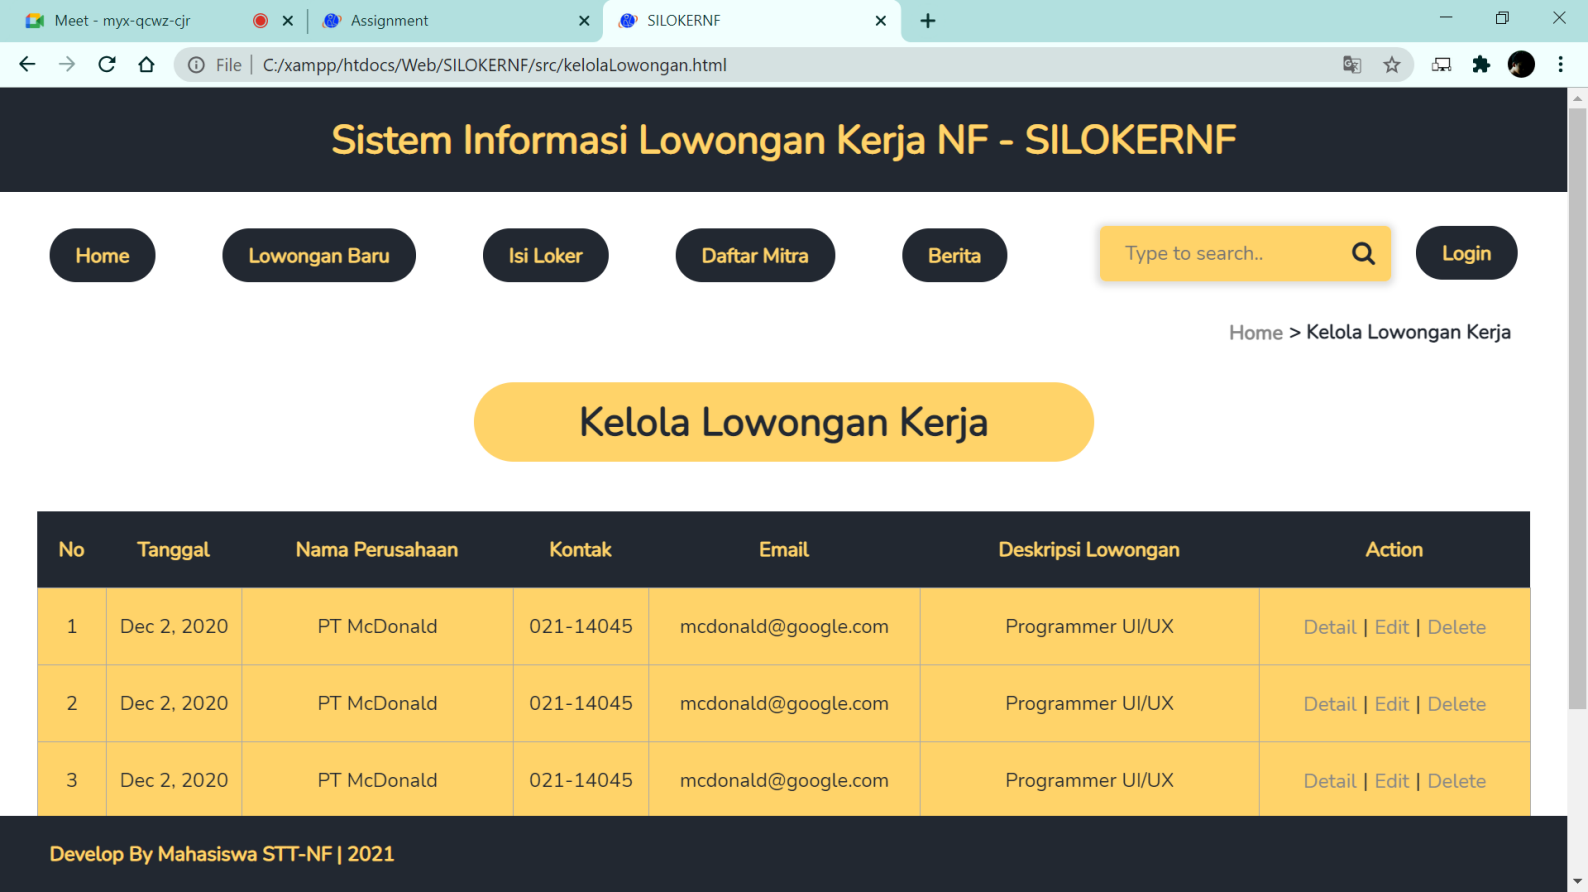 Meet - myx-qcwz-cjr Assignment SILOKERNF
File C:/xampp/htdocs/Web/SILOKERNF/src/kelolaLowongan.html
Sistem Informasi Lowongan Kerja NF - SILOKERNF
Home Lowongan Baru Isi Loker Daftar Mitra Berita Type to search.. Login
Home > Kelola Lowongan Kerja
Kelola Lowongan Kerja
No Tanggal Nama Perusahaan Kontak Email Deskripsi Lowongan Action
1 Dec 2, 2020 PT McDonald 021-14045 mcdonald@google.com Programmer UI/UX Detail | Edit | Delete
2 Dec 2, 2020 PT McDonald 021-14045 mcdonald@google.com Programmer UI/UX Detail | Edit | Delete
3 Dec 2, 2020 PT McDonald 021-14045 mcdonald@google.com Programmer UI/UX Detail | Edit | Delete
Develop By Mahasiswa STT-NF | 2021